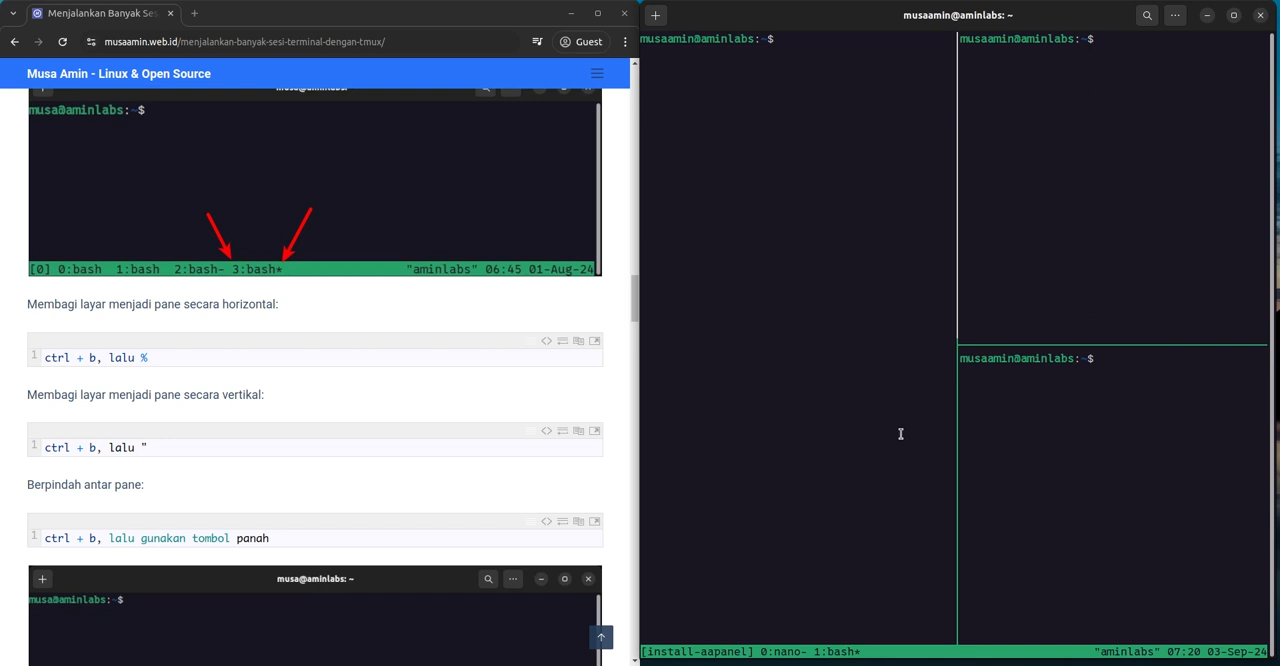 Menjalankan Banyak Ses
musaamin.web.id/menjalankan-banyak-sesi-terminal-dengan-tmux/
Guest
Musa Amin - Linux & Open Source
musa@aminlabs:~$
[0] 0:bash 1:bash 2:bash- 3:bash* "aminlabs" 06:45 01-Aug-24
Membagi layar menjadi pane secara horizontal:
1 ctrl + b, lalu %
Membagi layar menjadi pane secara vertikal:
1 ctrl + b, lalu "
Berpindah antar pane:
1 ctrl + b, lalu gunakan tombol panah
musa@aminlabs: ~
musa@aminlabs:~$
musaamin@aminlabs: ~
musaamin@aminlabs:~$
musaamin@aminlabs:~$
musaamin@aminlabs:~$
[install-aapanel] 0:nano- 1:bash* "aminlabs" 07:20 03-Sep-24